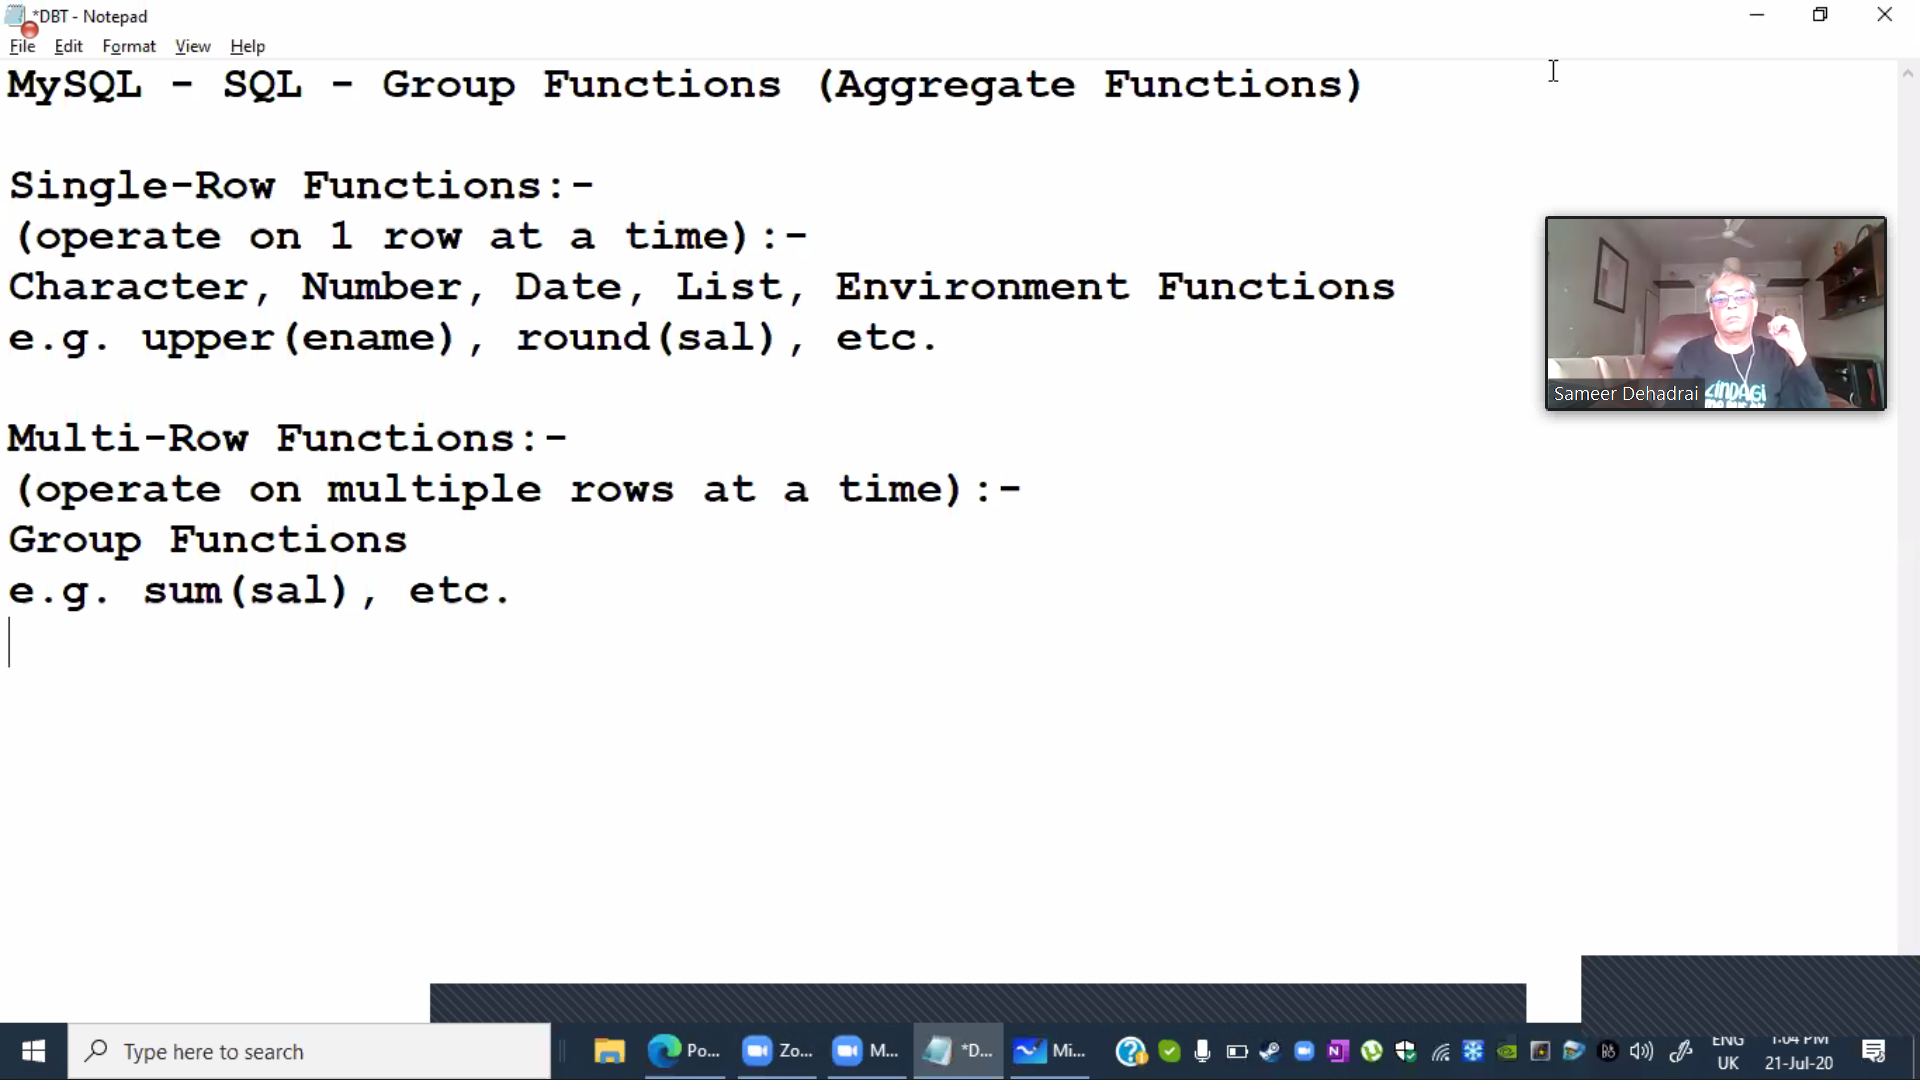 *DBT - Notepad
File Edit Format View Help
MySQL - SQL - Group Functions (Aggregate Functions)
Single-Row Functions:-
(operate on 1 row at a time):-
Character, Number, Date, List, Environment Functions
e.g. upper(ename), round(sal), etc.
Multi-Row Functions:-
(operate on multiple rows at a time):-
Group Functions
e.g. sum(sal), etc.
Sameer Dehadrai
ZINDAGI
Type here to search
Po...
Zo...
M...
*D...
Mi...
ENG
UK
1:04 PM
21-Jul-20